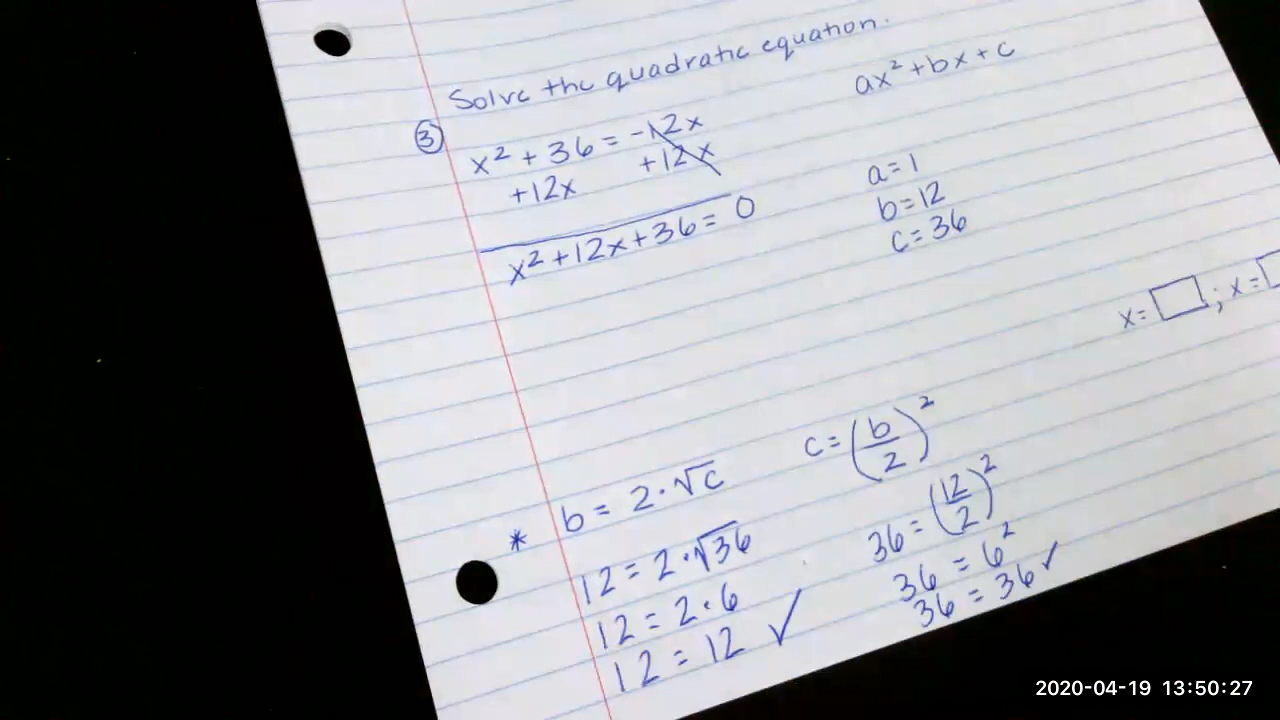 Solve the quadratic equation.
ax² + bx + c
③ x² + 36 = -12x
+12x +12x
x² + 12x + 36 = 0
a = 1
b = 12
c = 36
x = □ ; x = □
* b = 2 · √c
12 = 2 · √36
12 = 2 · 6
12 = 12 ✓
c = (b/2)²
36 = (12/2)²
36 = 6²
36 = 36 ✓
2020-04-19 13:50:27